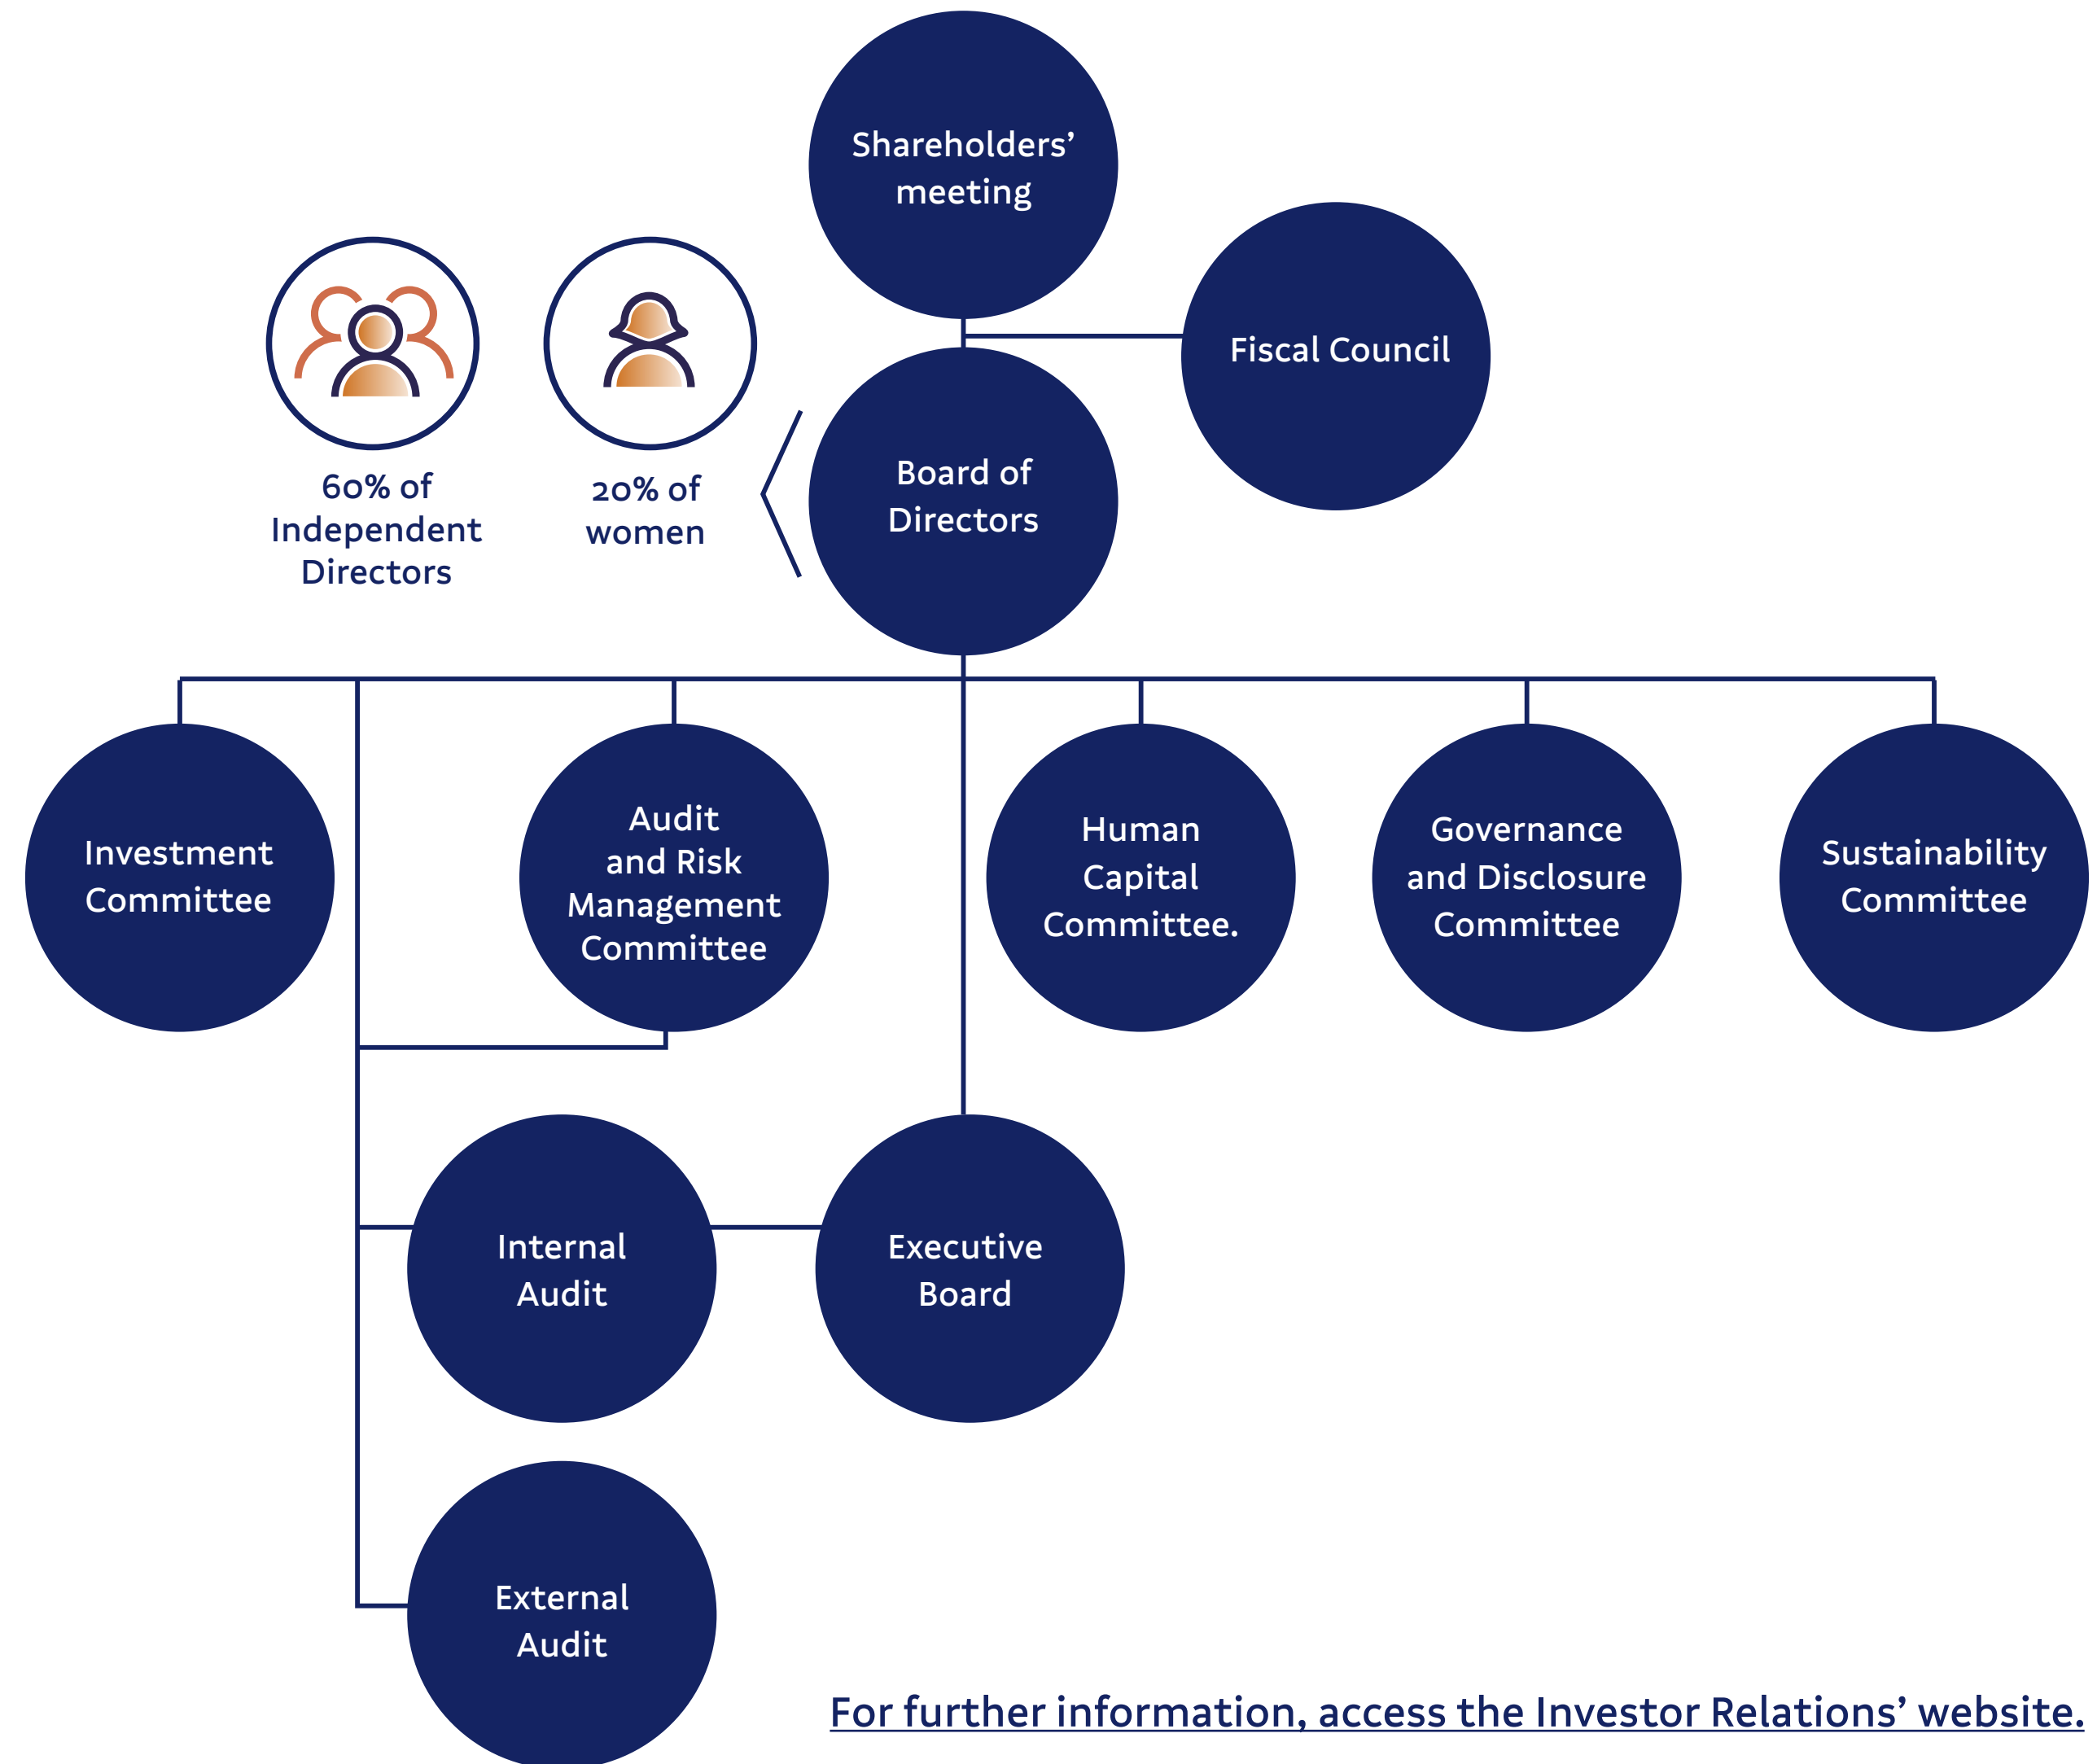 Shareholders’
meeting
Fiscal Council
60% of
Independent
Directors
20% of
women
Board of
Directors
Investment
Committee
Audit
and Risk
Management
Committee
Human
Capital
Committee.
Governance
and Disclosure
Committee
Sustainability
Committee
Internal
Audit
Executive
Board
External
Audit
For further information, access the Investor Relations’ website.